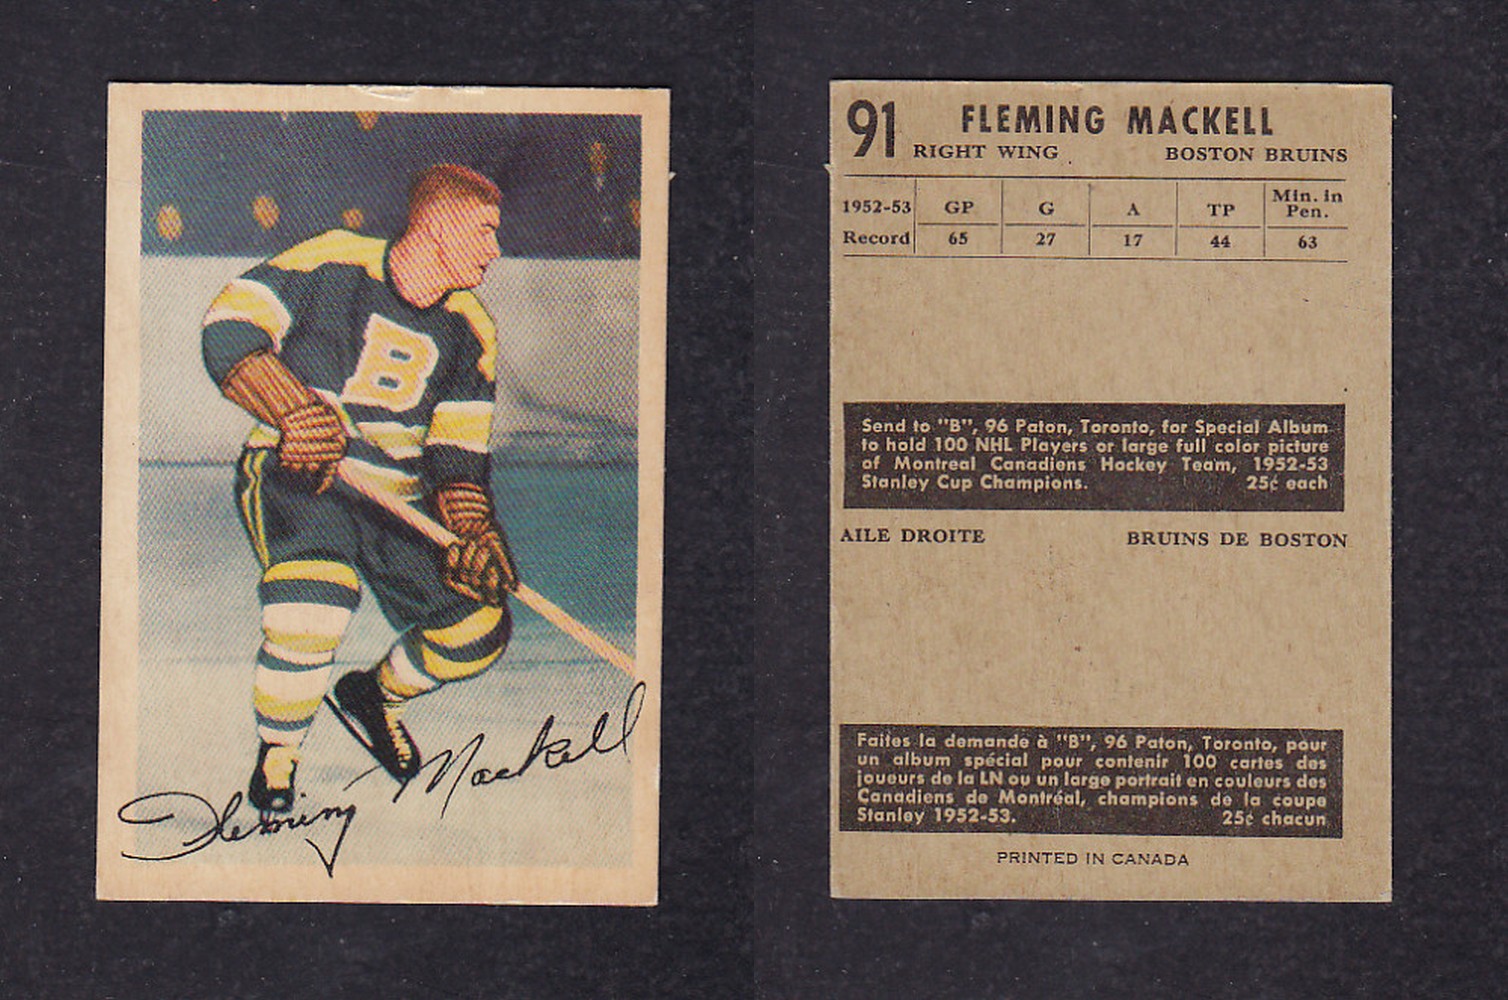 B
Fleming Mackell
91 FLEMING MACKELL
RIGHT WING BOSTON BRUINS
1952-53 GP G A TP Min. in Pen.
Record 65 27 17 44 63
Send to "B", 96 Paton, Toronto, for Special Album
to hold 100 NHL Players or large full color picture
of Montreal Canadiens Hockey Team, 1952-53
Stanley Cup Champions. 25¢ each
AILE DROITE BRUINS DE BOSTON
Faites la demande à "B", 96 Paton, Toronto, pour
un album spécial pour contenir 100 cartes des
joueurs de la LN ou un large portrait en couleurs des
Canadiens de Montréal, champions de la coupe
Stanley 1952-53. 25¢ chacun
PRINTED IN CANADA